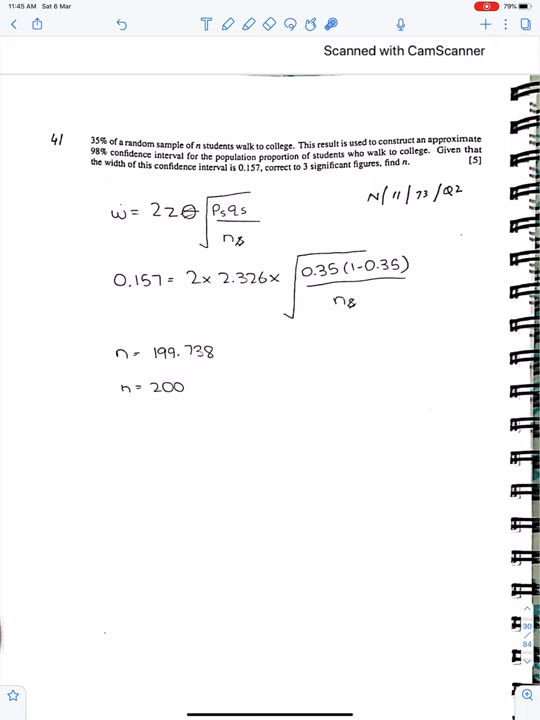 11:45 AM Sat 6 Mar
79%
Scanned with CamScanner
41
35% of a random sample of n students walk to college. This result is used to construct an approximate
98% confidence interval for the population proportion of students who walk to college. Given that
the width of this confidence interval is 0.157, correct to 3 significant figures, find n. [5]
N/11/73/Q2
w = 2z √(Psqs/n)
0.157 = 2 × 2.326 × √(0.35(1-0.35)/n)
n = 199.738
n = 200
30
/
84